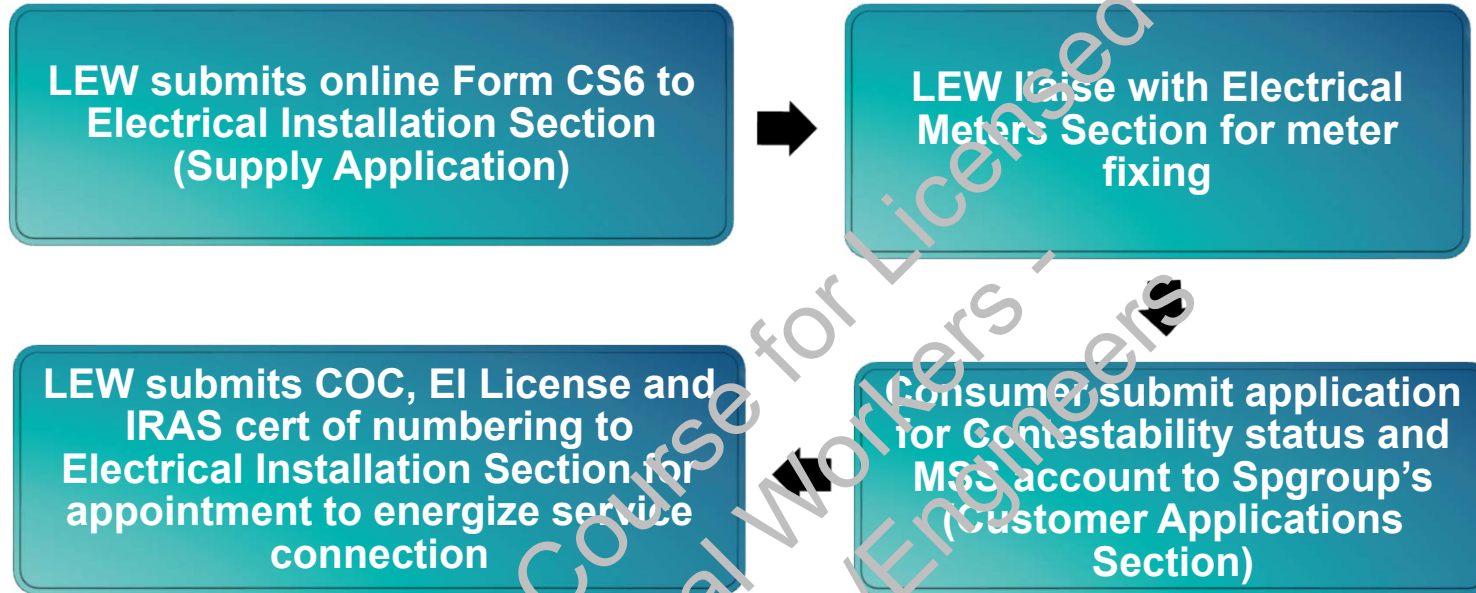 LEW submits online Form CS6 to
Electrical Installation Section
(Supply Application)
LEW liaise with Electrical
Meters Section for meter
fixing
Consumer submit application
for Contestability status and
MSS account to Spgroup's
(Customer Applications
Section)
LEW submits COC, EI License and
IRAS cert of numbering to
Electrical Installation Section for
appointment to energize service
connection
Course for Licensed
Workers -
/Engineers